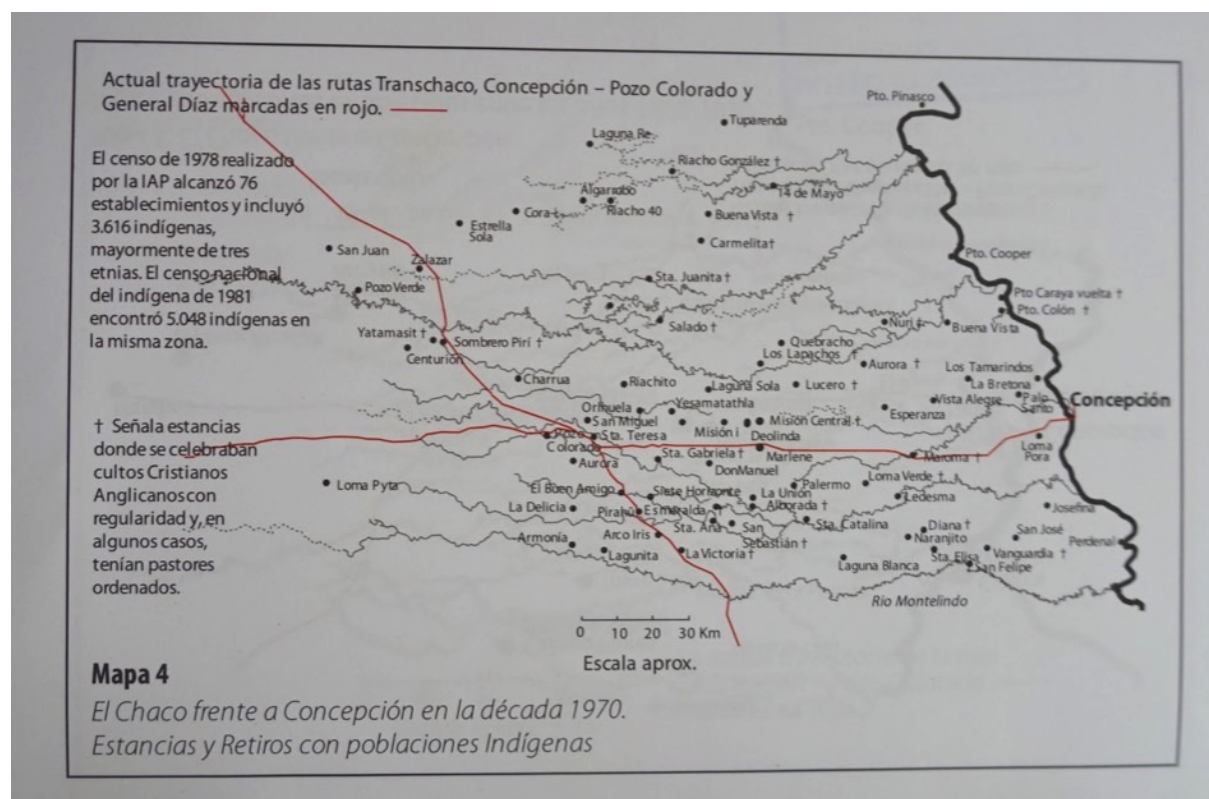 Actual trayectoria de las rutas Transchaco, Concepción – Pozo Colorado y
General Díaz marcadas en rojo.
El censo de 1978 realizado
por la IAP alcanzó 76
establecimientos y incluyó
3.616 indígenas,
mayormente de tres
etnias. El censo nacional
del indígena de 1981
encontró 5.048 indígenas en
la misma zona.
† Señala estancias
donde se celebraban
cultos Cristianos
Anglicanos con
regularidad y, en
algunos casos,
tenían pastores
ordenados.
Pto. Pinasco
Tuparenda
Laguna Re
Riacho González †
Algarrobo
14 de Mayo
Cora †
Riacho 40
Buena Vista †
Estrella
Sola
Carmelita †
San Juan
Zalazar
Pto. Cooper
Pozo Verde
Sta. Juanita †
Pto Caraya vuelta †
Pto. Colón †
Salado †
Nuri †
Buena Vista
Yatamasit †
Sombrero Pirí †
Quebracho
Centurión
Los Lapachos †
Aurora †
Los Tamarindos
Charrua
Riachito
Laguna Sola
Lucero †
La Bretona
Vista Alegre
Palo
Santo
Concepción
Orihuela
Yesamatathla
Esperanza
San Miguel
Misión i
Deolinda
Misión Central †
Pozo
Colorado
Sta. Teresa
Loma
Pora
Aurora
Sta. Gabriela †
Marlene
Maroma †
Don Manuel
Loma Pyta
El Buen Amigo
Siete Horizonte
Palermo
Loma Verde †
La Unión
Ledesma
La Delicia
Pirahú
Esmeralda †
Alborada †
Josefina
Sta. Ana
San
Sebastián †
Sta. Catalina
Diana †
San José
Perdenal
Armonía
Arco Iris
Naranjito
Lagunita
La Victoria †
Laguna Blanca
Sta. Elisa
Vanguardia †
San Felipe
Rio Montelindo
0 10 20 30 Km
Escala aprox.
Mapa 4
El Chaco frente a Concepción en la década 1970.
Estancias y Retiros con poblaciones Indígenas